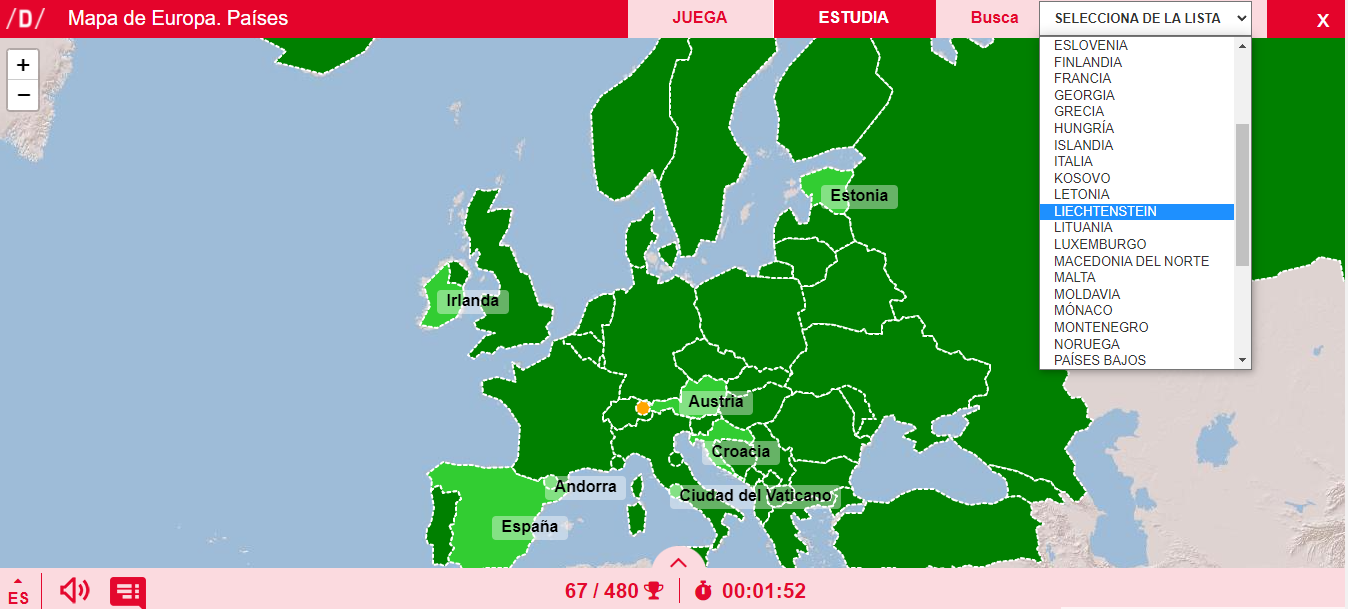 /D/ Mapa de Europa. Países JUEGA ESTUDIA Busca SELECCIONA DE LA LISTA X
+
−
ESLOVENIA
FINLANDIA
FRANCIA
GEORGIA
GRECIA
HUNGRÍA
ISLANDIA
ITALIA
KOSOVO
LETONIA
LIECHTENSTEIN
LITUANIA
LUXEMBURGO
MACEDONIA DEL NORTE
MALTA
MOLDAVIA
MÓNACO
MONTENEGRO
NORUEGA
PAÍSES BAJOS
Estonia
Irlanda
Austria
Croacia
Andorra
Ciudad del Vaticano
España
ES 67 / 480 00:01:52